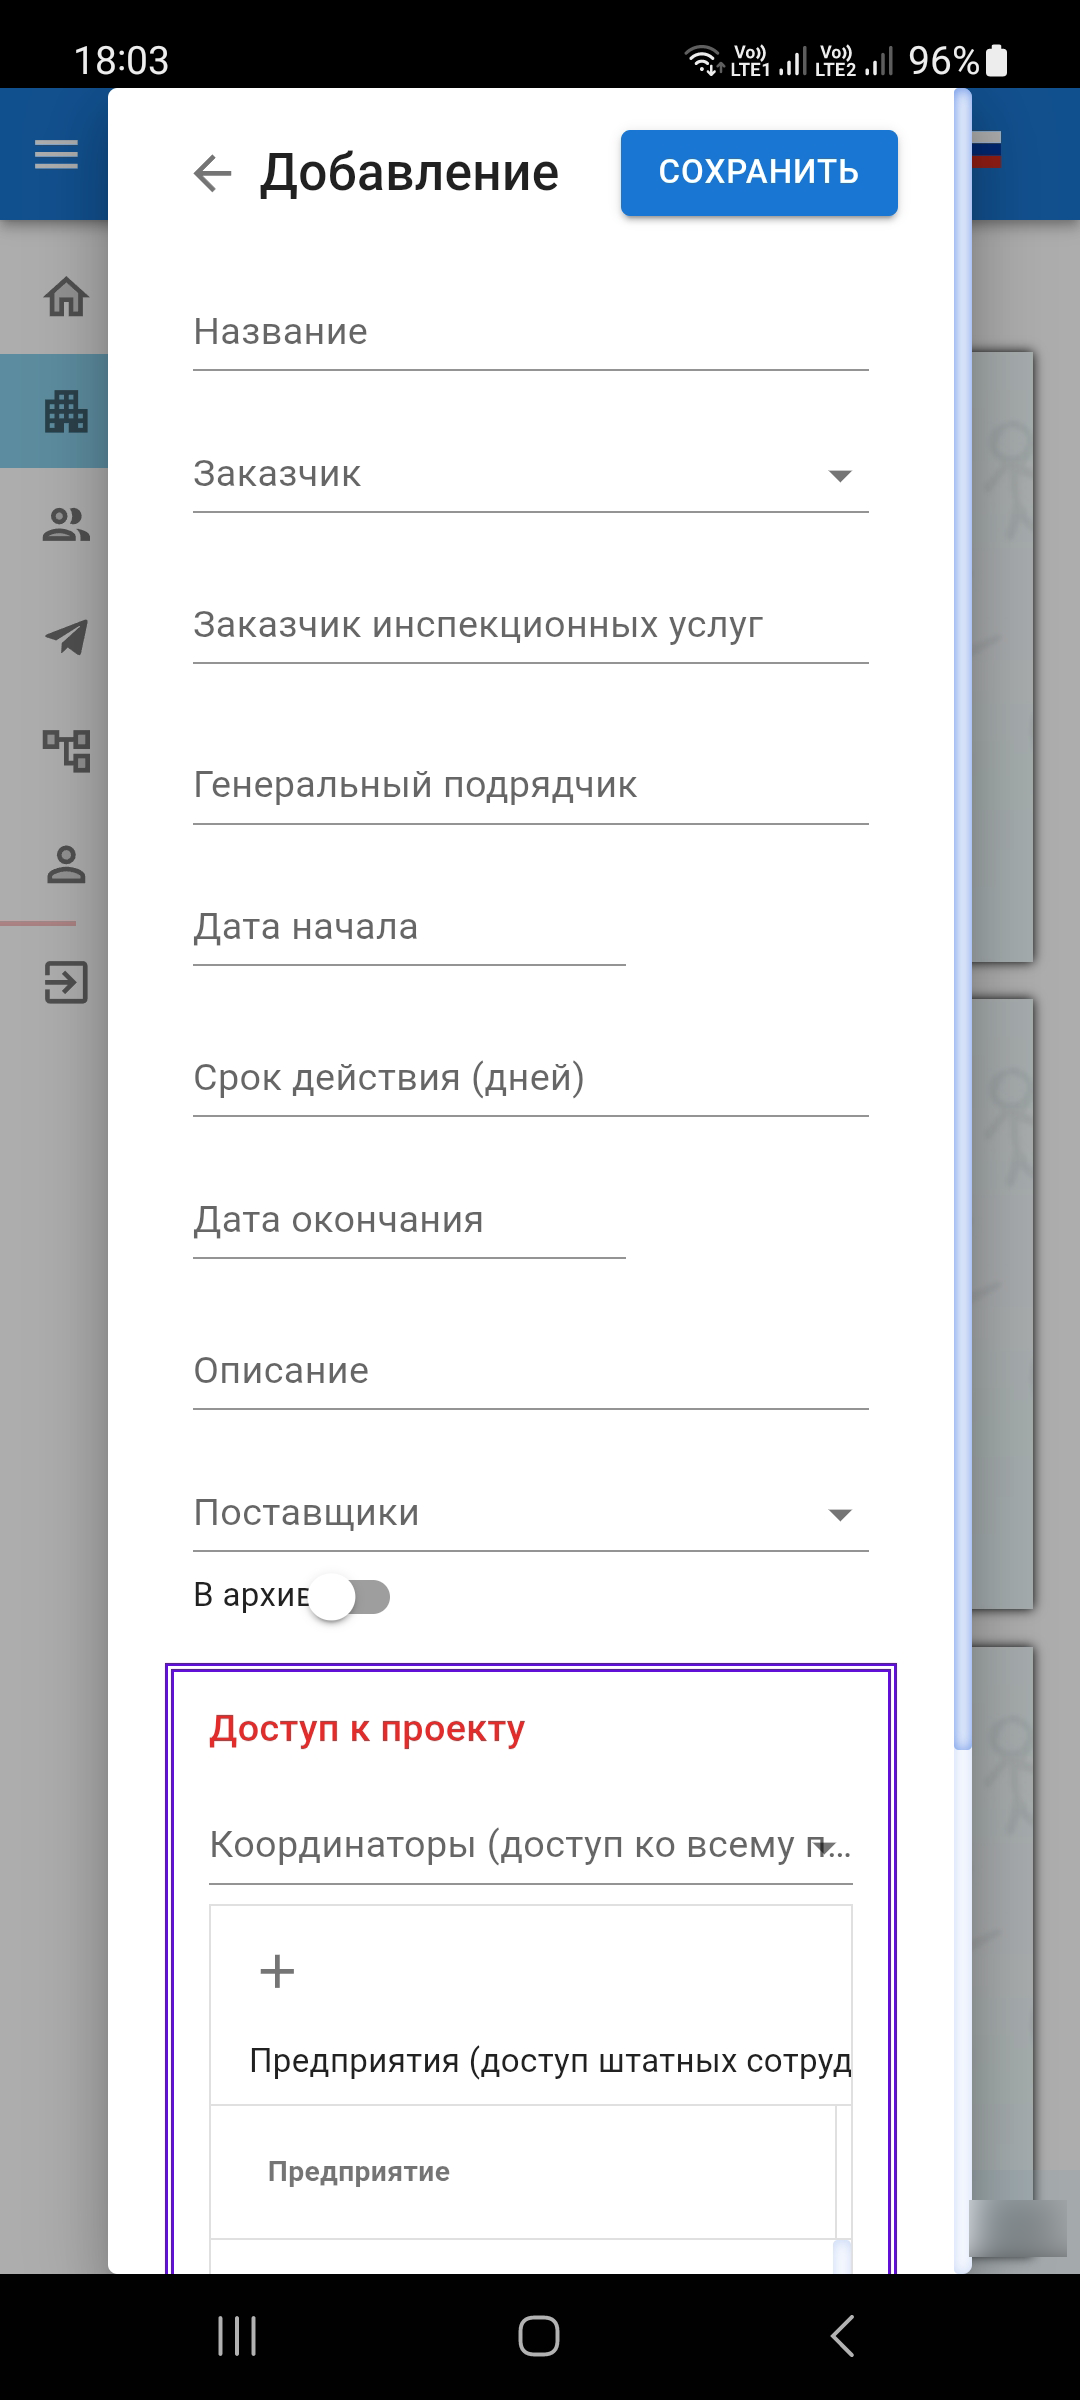 18:03
Vo)) LTE1 Vo)) LTE2 96%
Добавление
СОХРАНИТЬ
Название
Заказчик
Заказчик инспекционных услуг
Генеральный подрядчик
Дата начала
Срок действия (дней)
Дата окончания
Описание
Поставщики
В архив
Доступ к проекту
Координаторы (доступ ко всему п...
+
Предприятия (доступ штатных сотруд
Предприятие